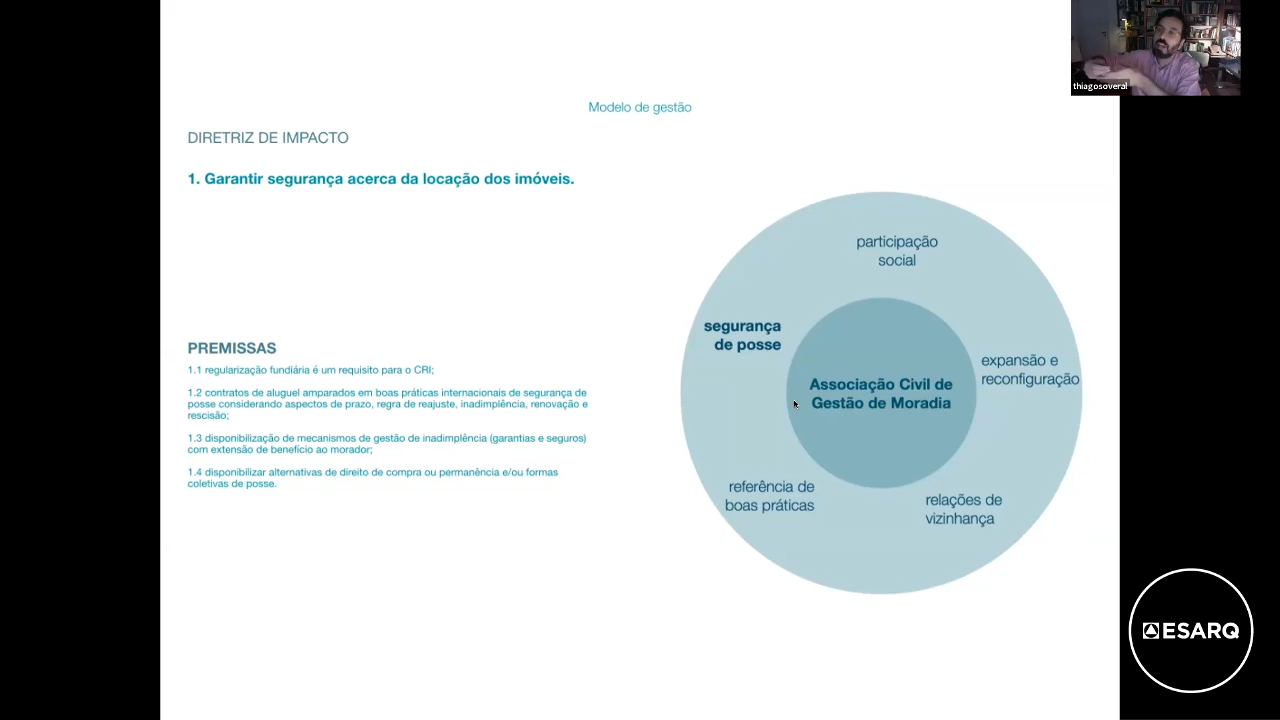 thiagosoveral
Modelo de gestão
DIRETRIZ DE IMPACTO
1. Garantir segurança acerca da locação dos imóveis.
PREMISSAS
1.1 regularização fundiária é um requisito para o CRI;
1.2 contratos de aluguel amparados em boas práticas internacionais de segurança de
posse considerando aspectos de prazo, regra de reajuste, inadimplência, renovação e
rescisão;
1.3 disponibilização de mecanismos de gestão de inadimplência (garantias e seguros)
com extensão de benefício ao morador;
1.4 disponibilizar alternativas de direito de compra ou permanência e/ou formas
coletivas de posse.
participação
social
segurança
de posse
expansão e
reconfiguração
Associação Civil de
Gestão de Moradia
referência de
boas práticas
relações de
vizinhança
ESARQ